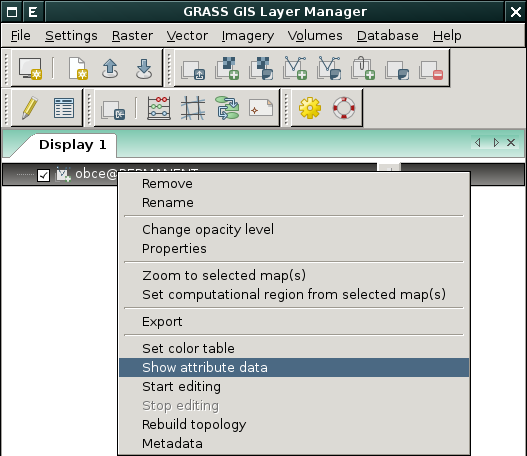 GRASS GIS Layer Manager
File Settings Raster Vector Imagery Volumes Database Help
Display 1
obce@PERMANENT
Remove
Rename
Change opacity level
Properties
Zoom to selected map(s)
Set computational region from selected map(s)
Export
Set color table
Show attribute data
Start editing
Stop editing
Rebuild topology
Metadata